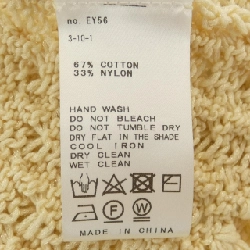 no. EY56
3-10-1
67% COTTON
33% NYLON
HAND WASH
DO NOT BLEACH
DO NOT TUMBLE DRY
DRY FLAT IN THE SHADE
COOL IRON
DRY CLEAN
WET CLEAN
P W
MADE IN CHINA